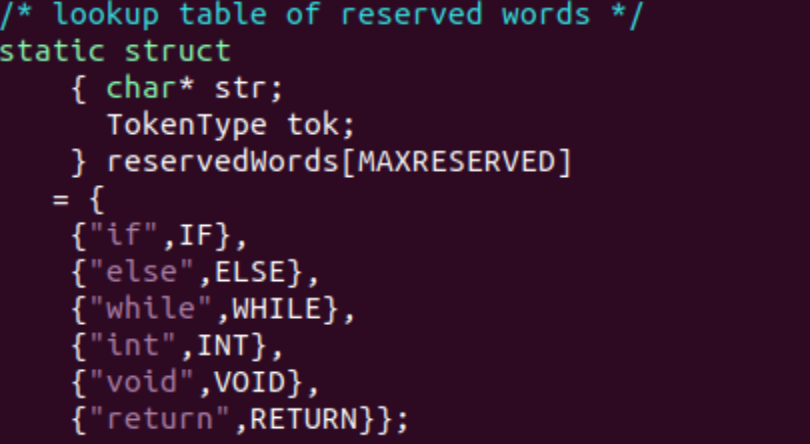 /* lookup table of reserved words */
static struct
    { char* str;
      TokenType tok;
    } reservedWords[MAXRESERVED]
   = {
    {"if",IF},
    {"else",ELSE},
    {"while",WHILE},
    {"int",INT},
    {"void",VOID},
    {"return",RETURN}};